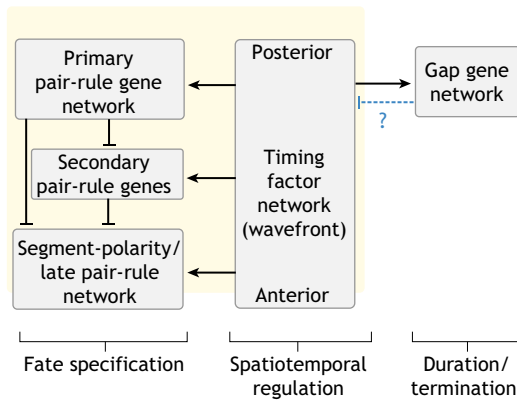 Primary
pair-rule gene
network
Posterior
Gap gene
network
?
Secondary
pair-rule genes
Timing
factor
network
(wavefront)
Segment-polarity/
late pair-rule
network
Anterior
Fate specification
Spatiotemporal
regulation
Duration/
termination